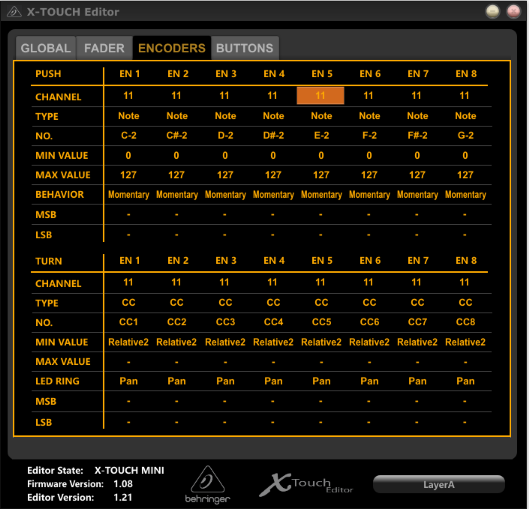 X-TOUCH Editor
GLOBAL FADER ENCODERS BUTTONS
PUSH EN 1 EN 2 EN 3 EN 4 EN 5 EN 6 EN 7 EN 8
CHANNEL 11 11 11 11 11 11 11 11
TYPE Note Note Note Note Note Note Note Note
NO. C-2 C#-2 D-2 D#-2 E-2 F-2 F#-2 G-2
MIN VALUE 0 0 0 0 0 0 0 0
MAX VALUE 127 127 127 127 127 127 127 127
BEHAVIOR Momentary Momentary Momentary Momentary Momentary Momentary Momentary Momentary
MSB - - - - - - - -
LSB - - - - - - - -
TURN EN 1 EN 2 EN 3 EN 4 EN 5 EN 6 EN 7 EN 8
CHANNEL 11 11 11 11 11 11 11 11
TYPE CC CC CC CC CC CC CC CC
NO. CC1 CC2 CC3 CC4 CC5 CC6 CC7 CC8
MIN VALUE Relative2 Relative2 Relative2 Relative2 Relative2 Relative2 Relative2 Relative2
MAX VALUE - - - - - - - -
LED RING Pan Pan Pan Pan Pan Pan Pan Pan
MSB - - - - - - - -
LSB - - - - - - - -
Editor State: X-TOUCH MINI
Firmware Version: 1.08
Editor Version: 1.21
behringer
X Touch Editor
LayerA